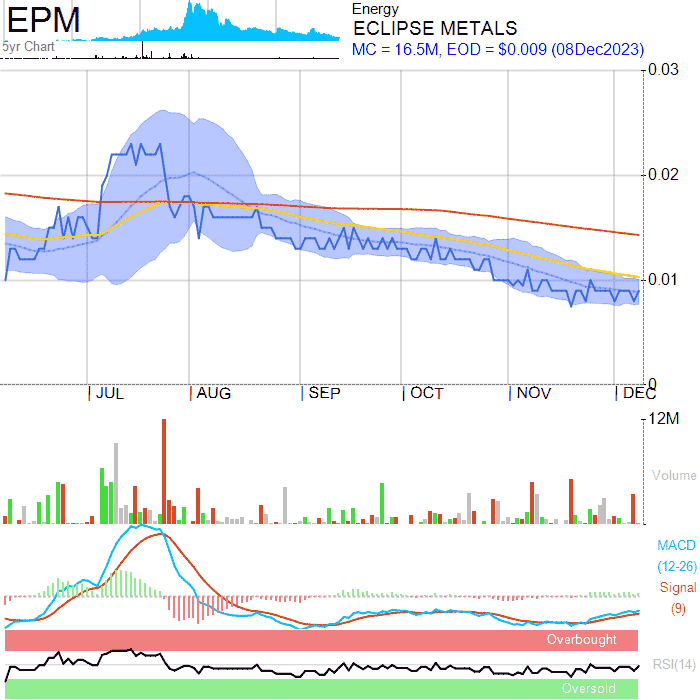 EPM
5yr Chart
Energy
ECLIPSE METALS
MC = 16.5M, EOD = $0.009 (08Dec2023)
0.03
0.02
0.01
0
JUL AUG SEP OCT NOV DEC
12M
Volume
MACD
(12-26)
Signal
(9)
Overbought
RSI(14)
Oversold